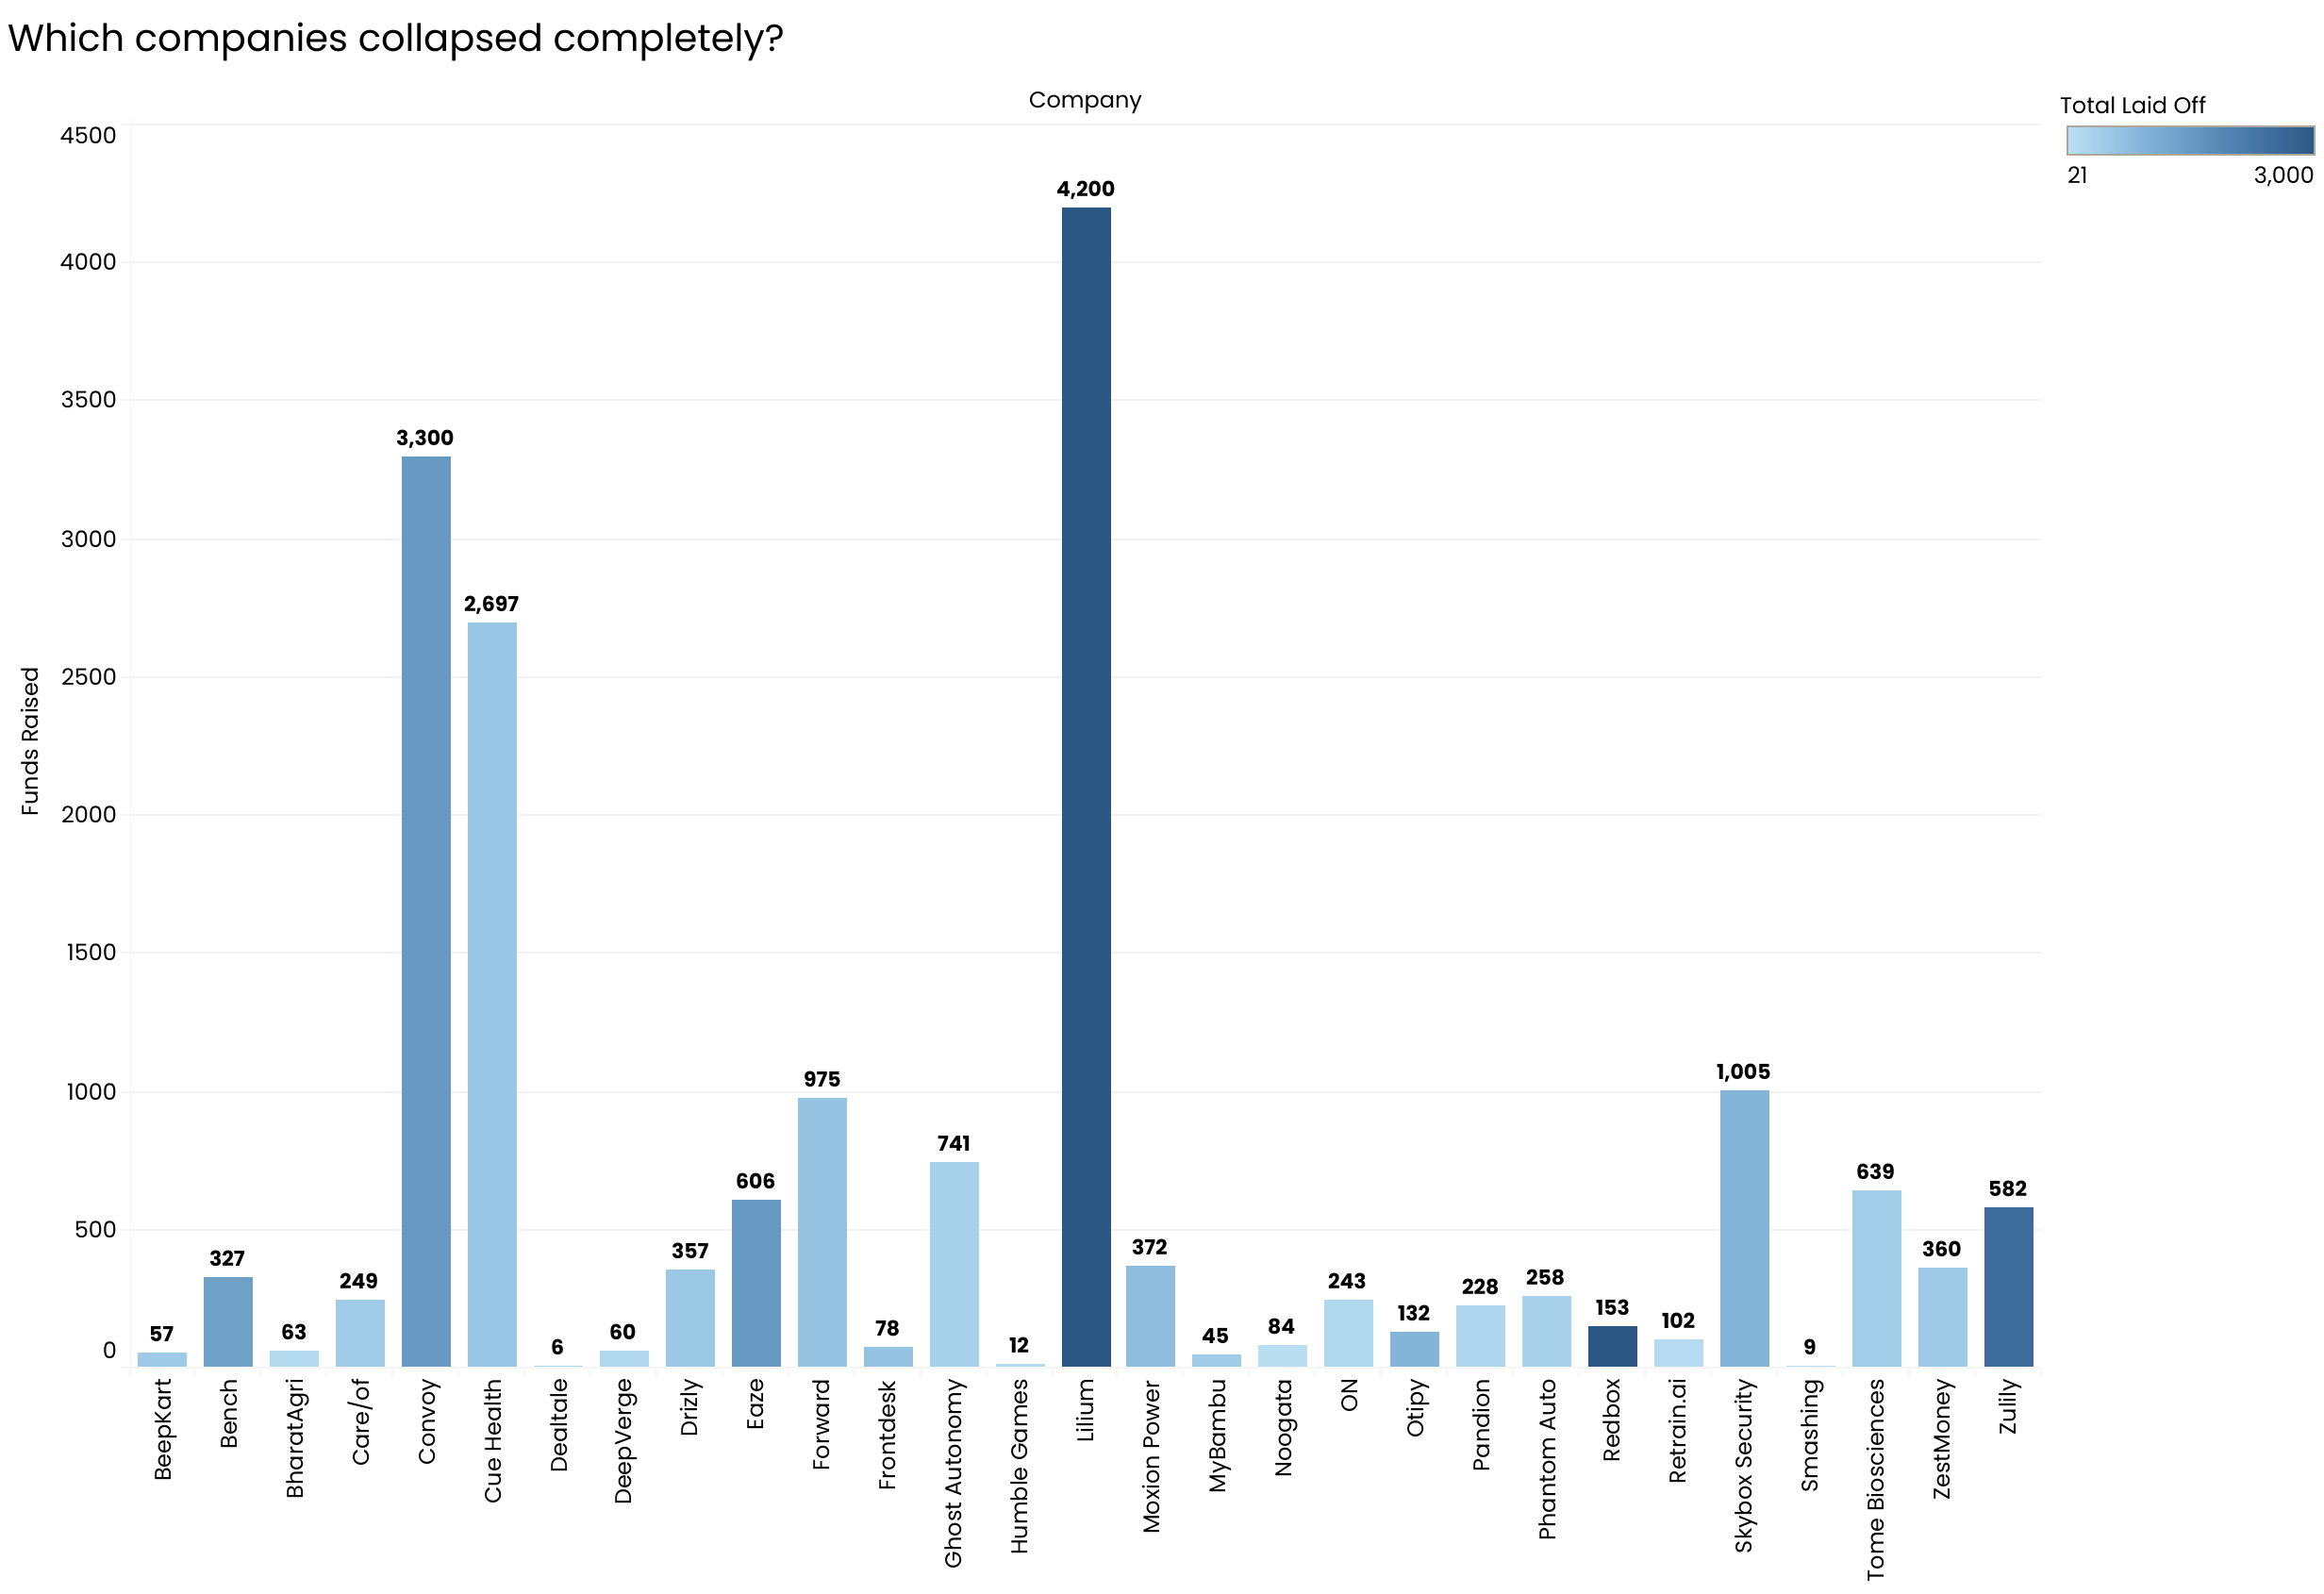 Which companies collapsed completely?
Company
Total Laid Off
21 3,000
Funds Raised
4500
4000
3500
3000
2500
2000
1500
1000
500
0
57
327
63
249
3,300
2,697
6
60
357
606
975
78
741
12
4,200
372
45
84
243
132
228
258
153
102
1,005
9
639
360
582
BeepKart
Bench
BharatAgri
Care/of
Convoy
Cue Health
Dealtale
DeepVerge
Drizly
Eaze
Forward
Frontdesk
Ghost Autonomy
Humble Games
Lilium
Moxion Power
MyBambu
Noogata
ON
Otipy
Pandion
Phantom Auto
Redbox
Retrain.ai
Skybox Security
Smashing
Tome Biosciences
ZestMoney
Zulily